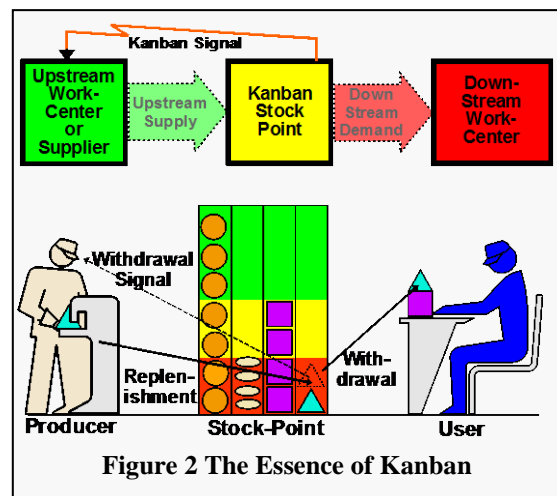 Kanban Signal
Upstream
Work-
Center
or
Supplier
Upstream
Supply
Kanban
Stock
Point
Down
Stream
Demand
Down-
Stream
Work-
Center
Withdrawal
Signal
Replen-
ishment
With-
drawal
Producer
Stock-Point
User
Figure 2 The Essence of Kanban